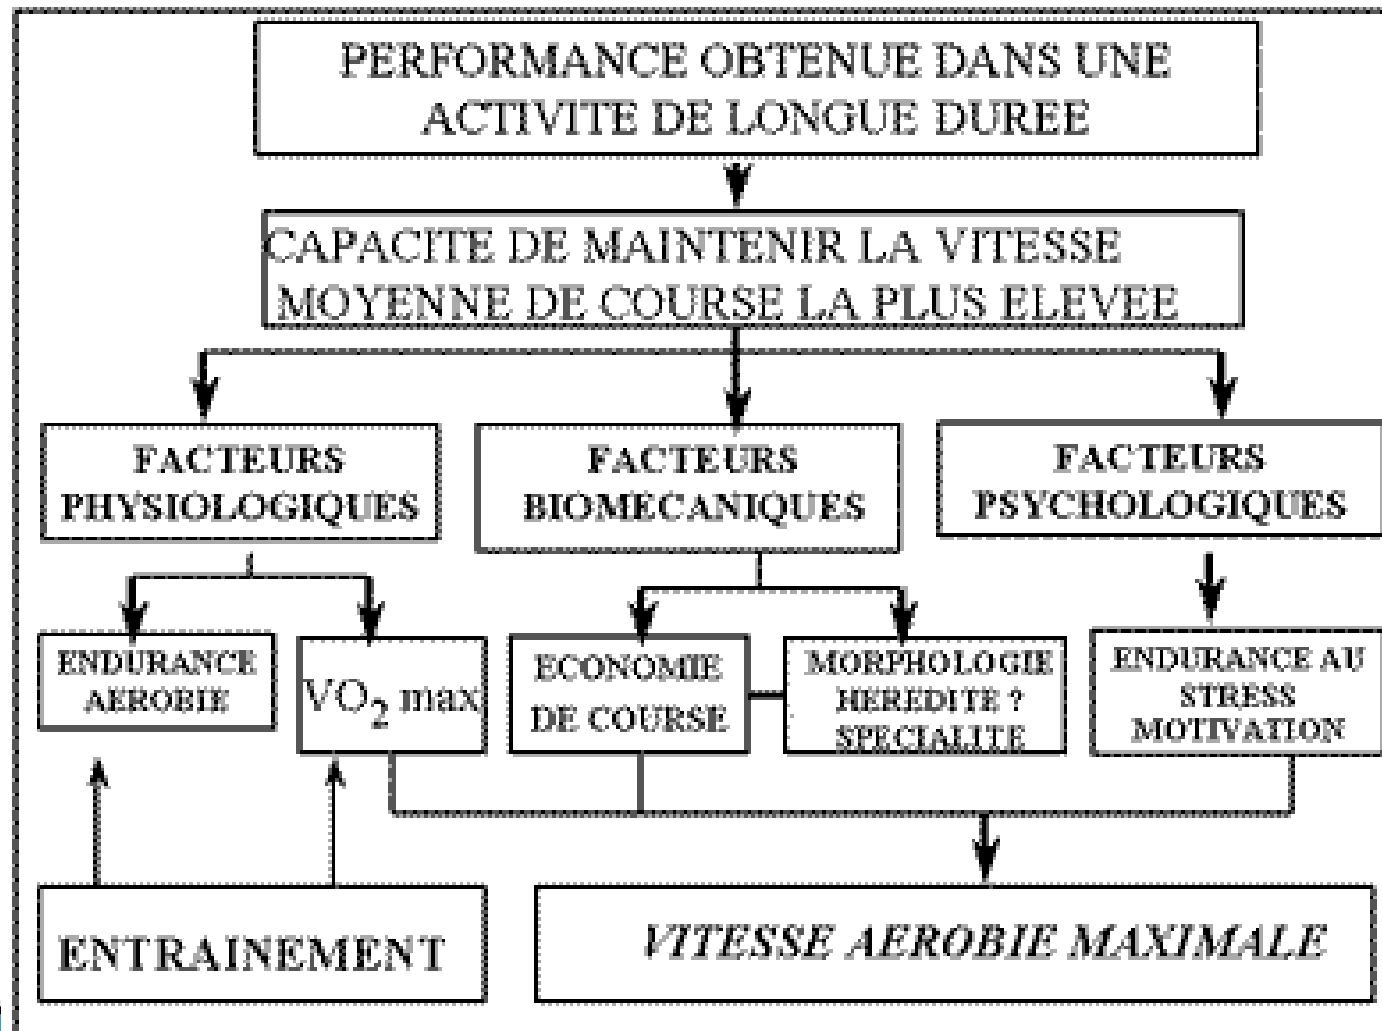 PERFORMANCE OBTENUE DANS UNE
ACTIVITE DE LONGUE DUREE
CAPACITE DE MAINTENIR LA VITESSE
MOYENNE DE COURSE LA PLUS ELEVEE
FACTEURS
PHYSIOLOGIQUES
FACTEURS
BIOMECANIQUES
FACTEURS
PSYCHOLOGIQUES
ENDURANCE
AEROBIE
VO2 max
ECONOMIE
DE COURSE
MORPHOLOGIE
HEREDITE ?
SPECIALITE
ENDURANCE AU
STRESS
MOTIVATION
ENTRAINEMENT
VITESSE AEROBIE MAXIMALE